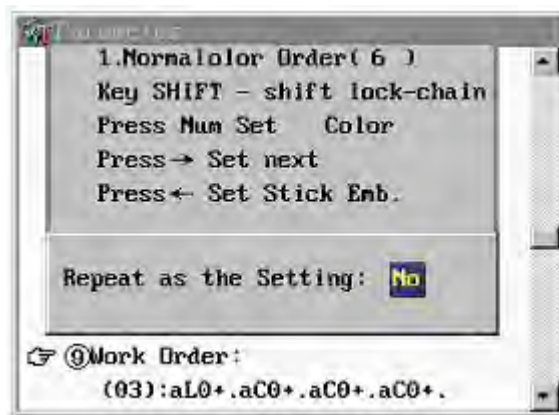 Parameter
1.Normalolor Order( 6 )
Key SHIFT - shift lock-chain
Press Num Set Color
Press→ Set next
Press← Set Stick Emb.
Repeat as the Setting: No
☞ ⑨Work Order:
(03):aL0+.aC0+.aC0+.aC0+.